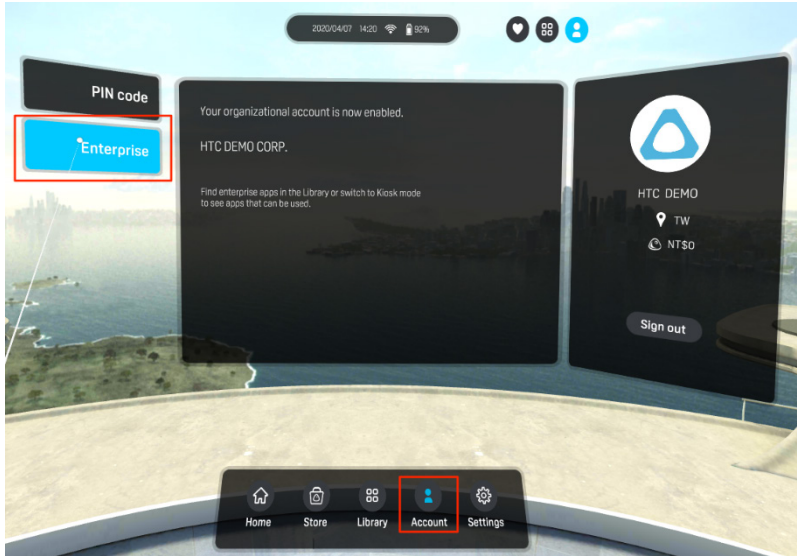 2020/04/07 14:20 92%
PIN code
Enterprise
Your organizational account is now enabled.
HTC DEMO CORP.
Find enterprise apps in the Library or switch to Kiosk mode
to see apps that can be used.
HTC DEMO
TW
NT$0
Sign out
Home Store Library Account Settings